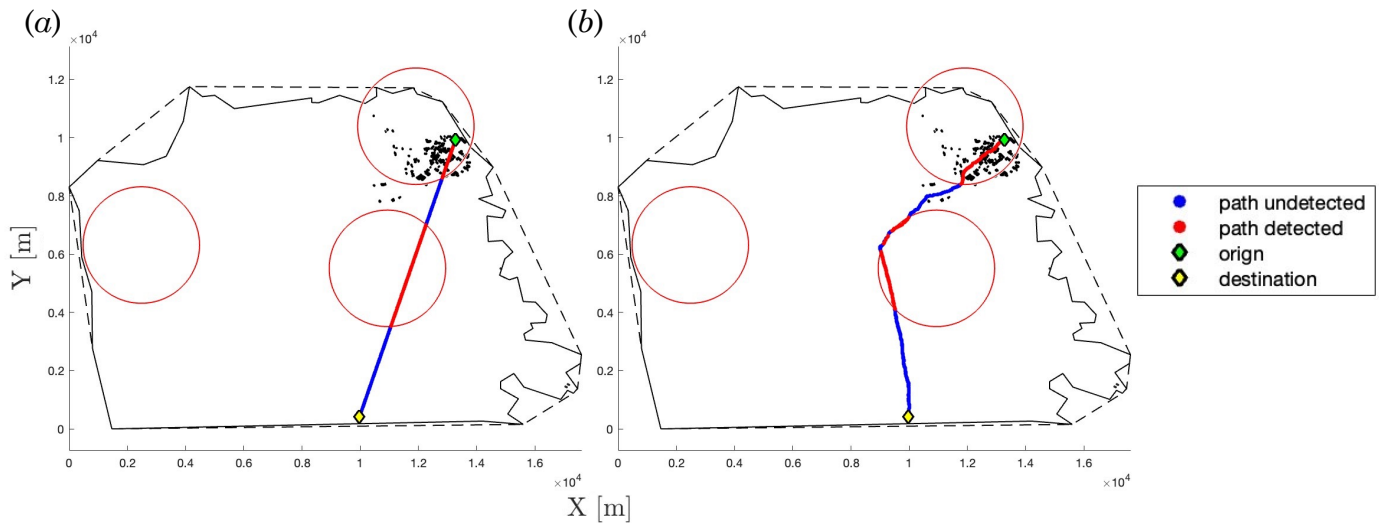 (a)
(b)
×10⁴
×10⁴
1.2
1
0.8
0.6
0.4
0.2
0
1.2
1
0.8
0.6
0.4
0.2
0
Y [m]
0 0.2 0.4 0.6 0.8 1 1.2 1.4 1.6
×10⁴
0 0.2 0.4 0.6 0.8 1 1.2 1.4 1.6
×10⁴
X [m]
path undetected
path detected
orign
destination